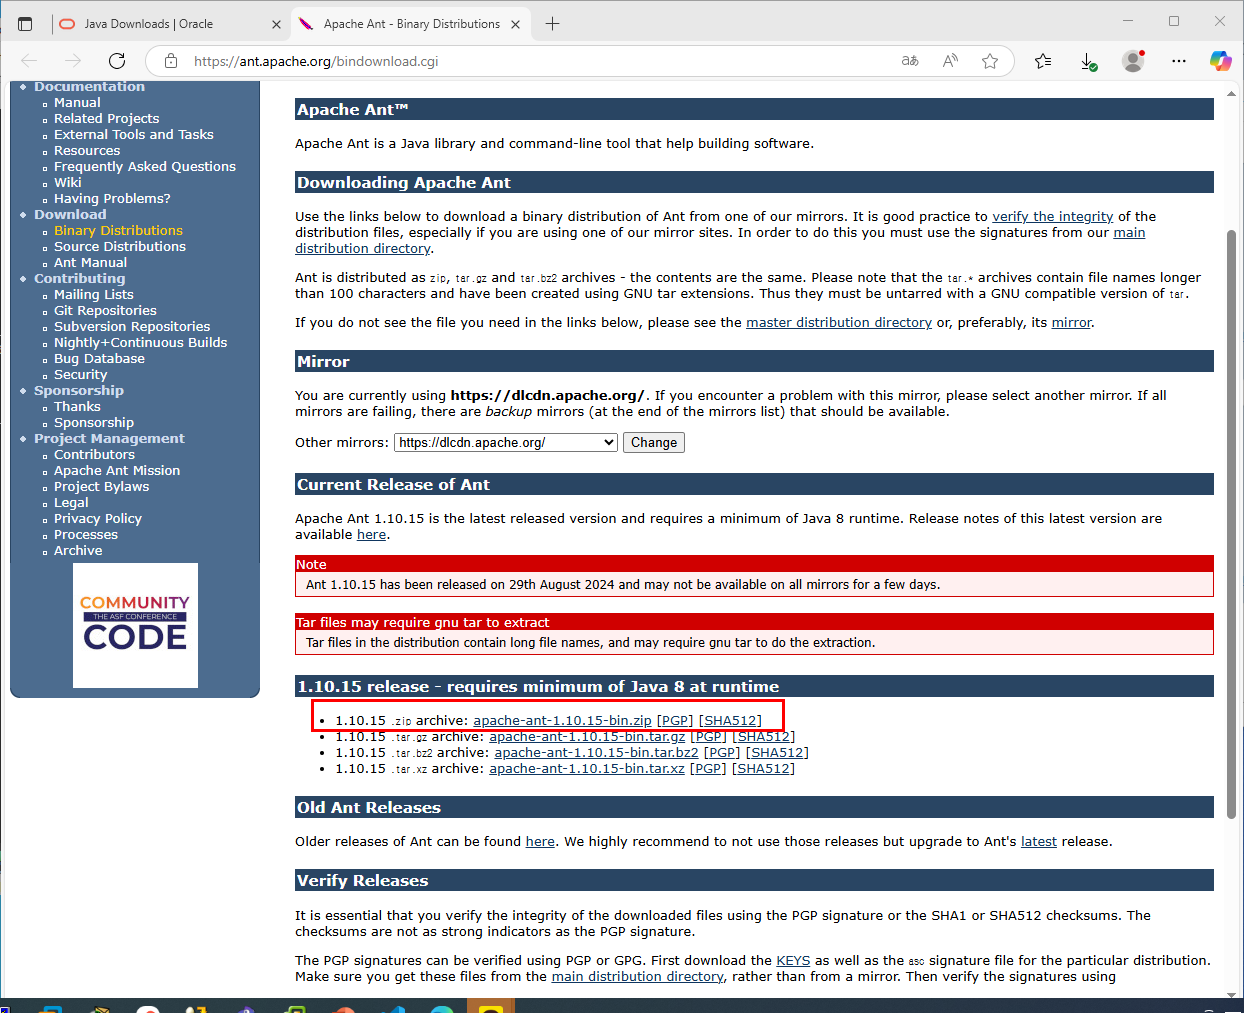 Java Downloads | Oracle
Apache Ant - Binary Distributions
https://ant.apache.org/bindownload.cgi
Documentation
Manual
Related Projects
External Tools and Tasks
Resources
Frequently Asked Questions
Wiki
Having Problems?
Download
Binary Distributions
Source Distributions
Ant Manual
Contributing
Mailing Lists
Git Repositories
Subversion Repositories
Nightly+Continuous Builds
Bug Database
Security
Sponsorship
Thanks
Sponsorship
Project Management
Contributors
Apache Ant Mission
Project Bylaws
Legal
Privacy Policy
Processes
Archive
COMMUNITY
THE ASF CONFERENCE
CODE
Apache Ant™
Apache Ant is a Java library and command-line tool that help building software.
Downloading Apache Ant
Use the links below to download a binary distribution of Ant from one of our mirrors. It is good practice to verify the integrity of the
distribution files, especially if you are using one of our mirror sites. In order to do this you must use the signatures from our main
distribution directory.
Ant is distributed as zip, tar.gz and tar.bz2 archives - the contents are the same. Please note that the tar.* archives contain file names longer
than 100 characters and have been created using GNU tar extensions. Thus they must be untarred with a GNU compatible version of tar.
If you do not see the file you need in the links below, please see the master distribution directory or, preferably, its mirror.
Mirror
You are currently using https://dlcdn.apache.org/. If you encounter a problem with this mirror, please select another mirror. If all
mirrors are failing, there are backup mirrors (at the end of the mirrors list) that should be available.
Other mirrors: https://dlcdn.apache.org/ Change
Current Release of Ant
Apache Ant 1.10.15 is the latest released version and requires a minimum of Java 8 runtime. Release notes of this latest version are
available here.
Note
Ant 1.10.15 has been released on 29th August 2024 and may not be available on all mirrors for a few days.
Tar files may require gnu tar to extract
Tar files in the distribution contain long file names, and may require gnu tar to do the extraction.
1.10.15 release - requires minimum of Java 8 at runtime
1.10.15 .zip archive: apache-ant-1.10.15-bin.zip [PGP] [SHA512]
1.10.15 .tar.gz archive: apache-ant-1.10.15-bin.tar.gz [PGP] [SHA512]
1.10.15 .tar.bz2 archive: apache-ant-1.10.15-bin.tar.bz2 [PGP] [SHA512]
1.10.15 .tar.xz archive: apache-ant-1.10.15-bin.tar.xz [PGP] [SHA512]
Old Ant Releases
Older releases of Ant can be found here. We highly recommend to not use those releases but upgrade to Ant's latest release.
Verify Releases
It is essential that you verify the integrity of the downloaded files using the PGP signature or the SHA1 or SHA512 checksums. The
checksums are not as strong indicators as the PGP signature.
The PGP signatures can be verified using PGP or GPG. First download the KEYS as well as the asc signature file for the particular distribution.
Make sure you get these files from the main distribution directory, rather than from a mirror. Then verify the signatures using